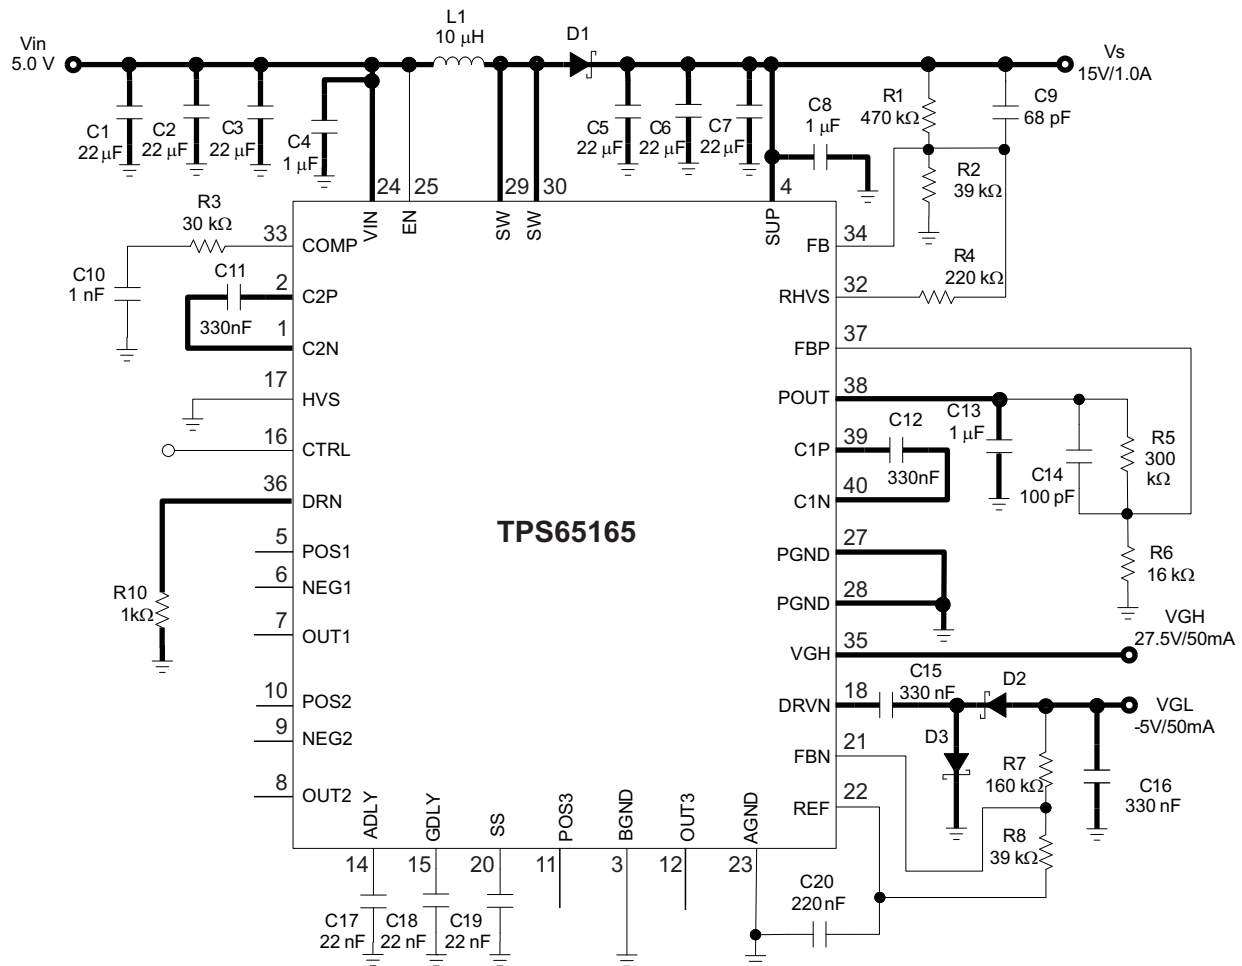 L1
10 µH
D1
Vin
5.0 V
Vs
15V/1.0A
C1
22 µF
C2
22 µF
C3
22 µF
C4
1 µF
C5
22 µF
C6
22 µF
C7
22 µF
C8
1 µF
R1
470 kΩ
C9
68 pF
R2
39 kΩ
24
25
29
30
4
VIN
EN
SW
SW
SUP
R3
30 kΩ
33
COMP
C10
1 nF
C11
330nF
2
C2P
1
C2N
17
HVS
16
CTRL
36
DRN
R10
1kΩ
5
POS1
6
NEG1
7
OUT1
10
POS2
9
NEG2
8
OUT2
TPS65165
FB
34
R4
220 kΩ
RHVS
32
FBP
37
POUT
38
C13
1 µF
C12
330nF
C1P
39
C1N
40
C14
100 pF
R5
300
kΩ
R6
16 kΩ
PGND
27
PGND
28
VGH
35
VGH
27.5V/50mA
C15
330 nF
D2
DRVN
18
VGL
-5V/50mA
D3
FBN
21
REF
22
R7
160 kΩ
C16
330 nF
R8
39 kΩ
ADLY
GDLY
SS
POS3
BGND
OUT3
AGND
14
15
20
11
3
12
23
C17
22 nF
C18
22 nF
C19
22 nF
C20
220 nF